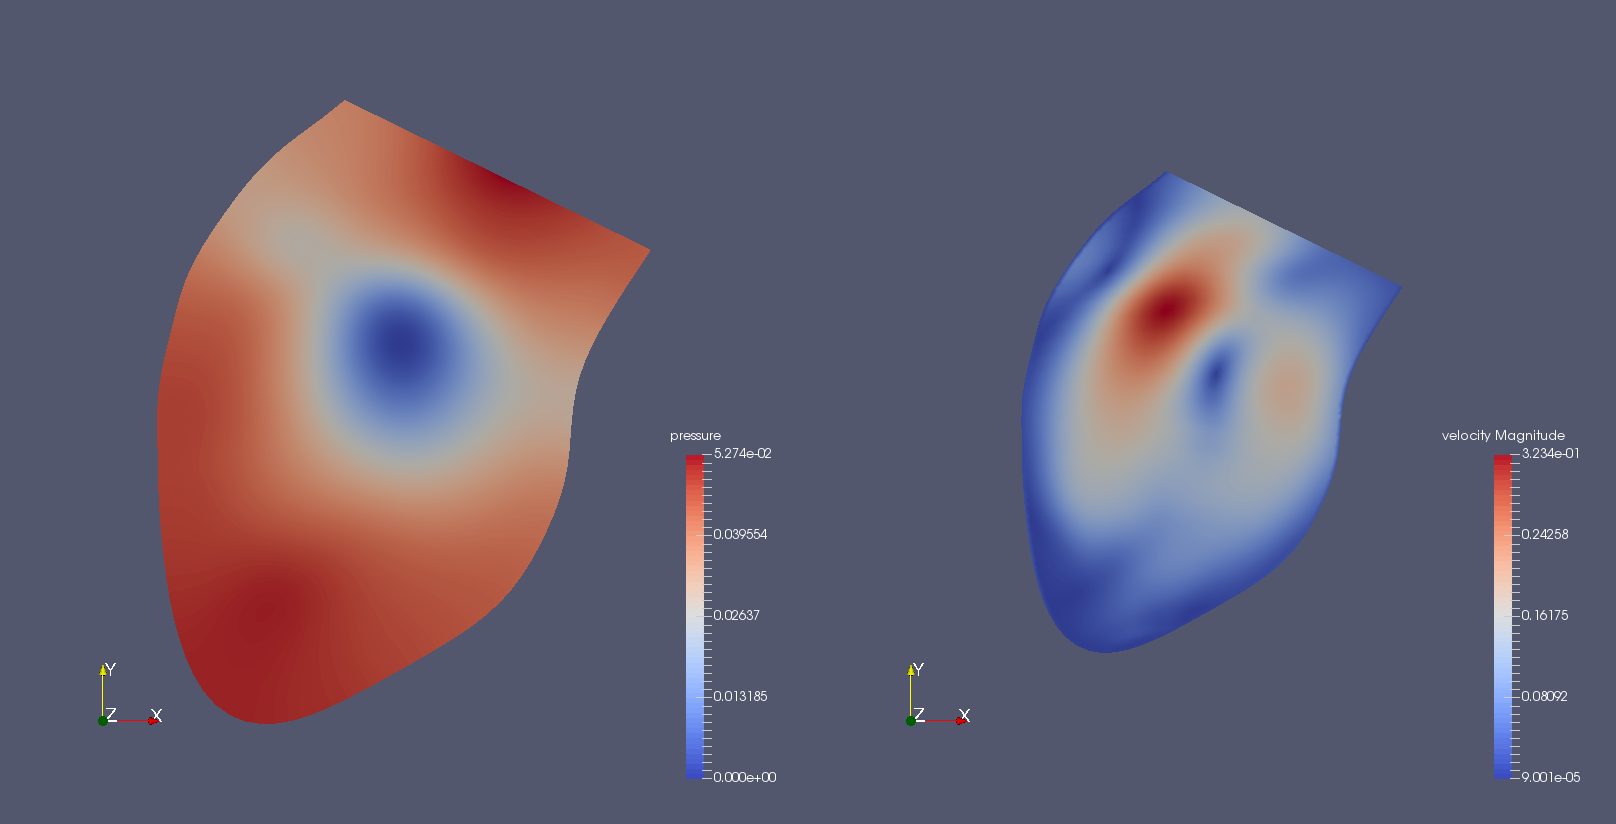 pressure
5.274e-02
0.039554
0.02637
0.013185
0.000e+00
Y
Z
X
velocity Magnitude
3.234e-01
0.24258
0.16175
0.08092
9.001e-05
Y
Z
X